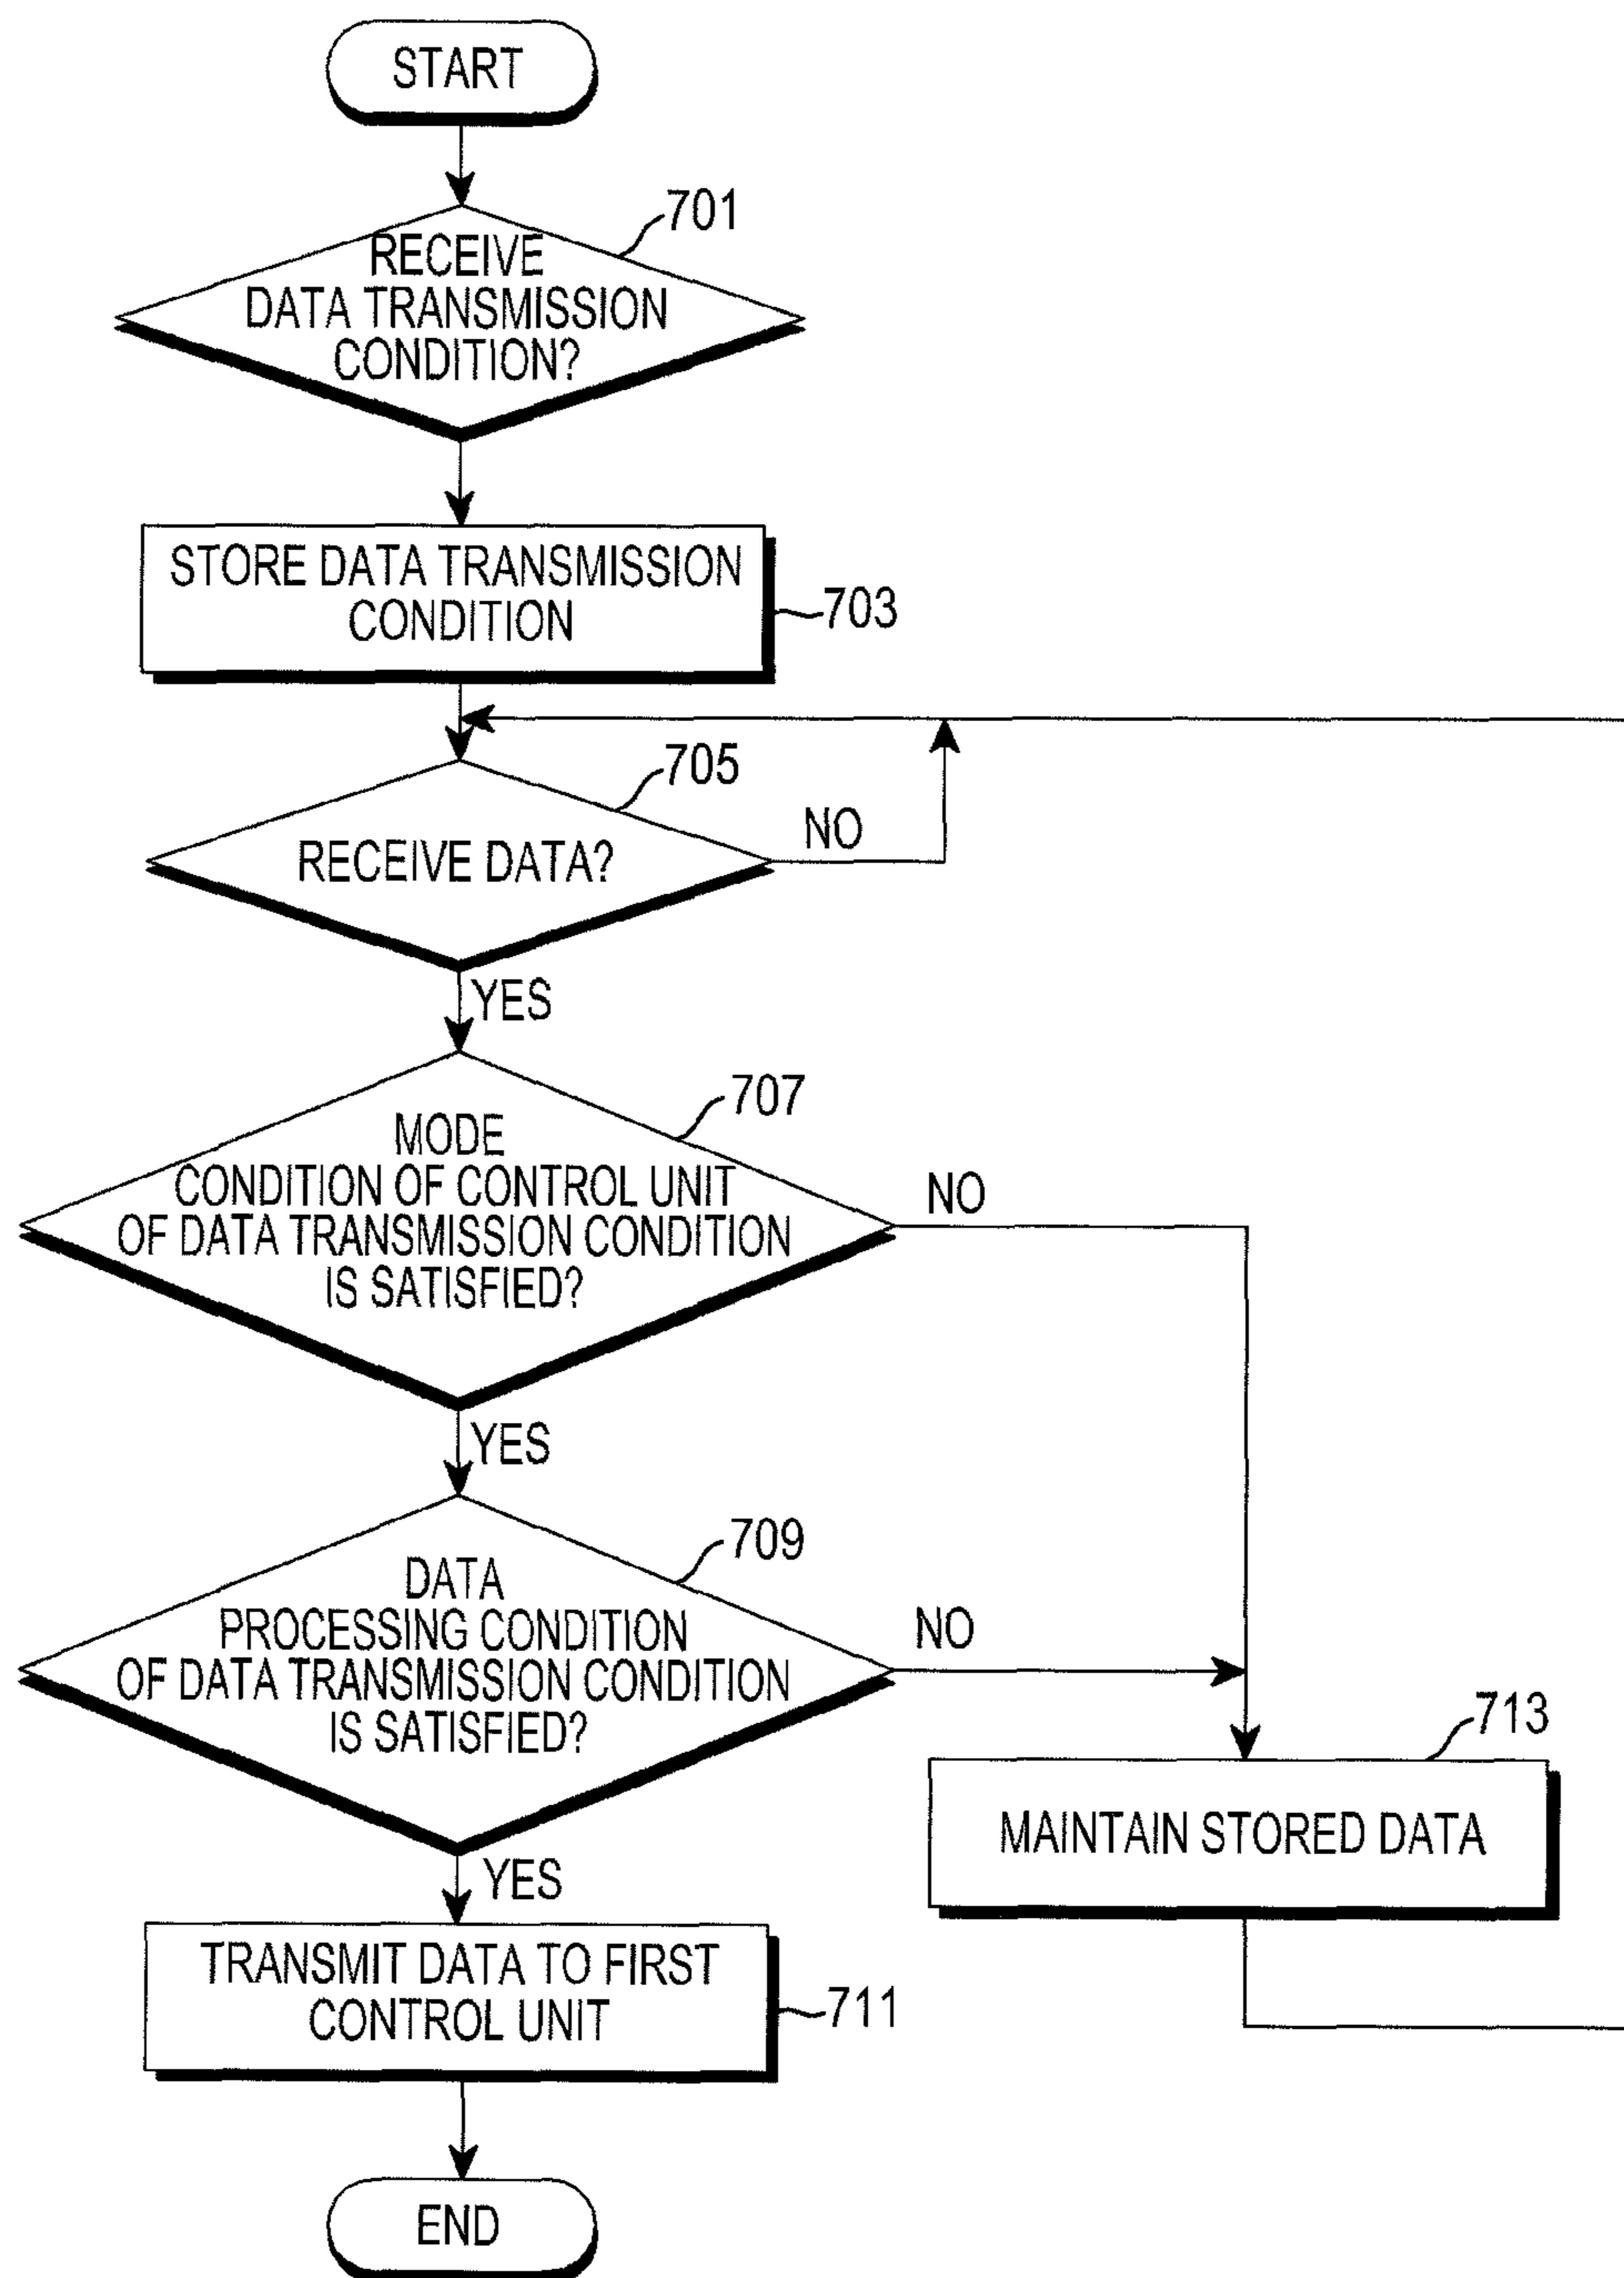 START
701
RECEIVE
DATA TRANSMISSION
CONDITION?
STORE DATA TRANSMISSION
CONDITION
703
705
RECEIVE DATA?
NO
YES
707
MODE
CONDITION OF CONTROL UNIT
OF DATA TRANSMISSION CONDITION
IS SATISFIED?
NO
YES
709
DATA
PROCESSING CONDITION
OF DATA TRANSMISSION CONDITION
IS SATISFIED?
NO
713
MAINTAIN STORED DATA
YES
TRANSMIT DATA TO FIRST
CONTROL UNIT
711
END